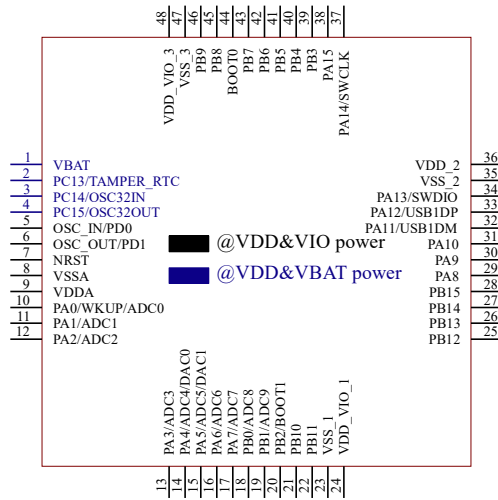 48
47
46
45
44
43
42
41
40
39
38
37
VDD_VIO_3
VSS_3
PB9
PB8
BOOT0
PB7
PB6
PB5
PB4
PB3
PA15
PA14/SWCLK
1 VBAT
2 PC13/TAMPER_RTC
3 PC14/OSC32IN
4 PC15/OSC32OUT
5 OSC_IN/PD0
6 OSC_OUT/PD1
7 NRST
8 VSSA
9 VDDA
10 PA0/WKUP/ADC0
11 PA1/ADC1
12 PA2/ADC2
@VDD&VIO power
@VDD&VBAT power
VDD_2 36
VSS_2 35
PA13/SWDIO 34
PA12/USB1DP 33
PA11/USB1DM 32
PA10 31
PA9 30
PA8 29
PB15 28
PB14 27
PB13 26
PB12 25
PA3/ADC3
PA4/ADC4/DAC0
PA5/ADC5/DAC1
PA6/ADC6
PA7/ADC7
PB0/ADC8
PB1/ADC9
PB2/BOOT1
PB10
PB11
VSS_1
VDD_VIO_1
13
14
15
16
17
18
19
20
21
22
23
24